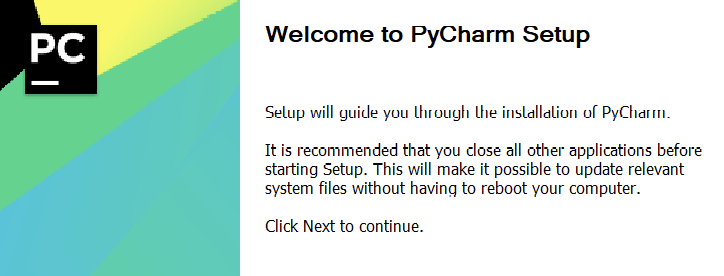 PC
Welcome to PyCharm Setup
Setup will guide you through the installation of PyCharm.
It is recommended that you close all other applications before
starting Setup. This will make it possible to update relevant
system files without having to reboot your computer.
Click Next to continue.